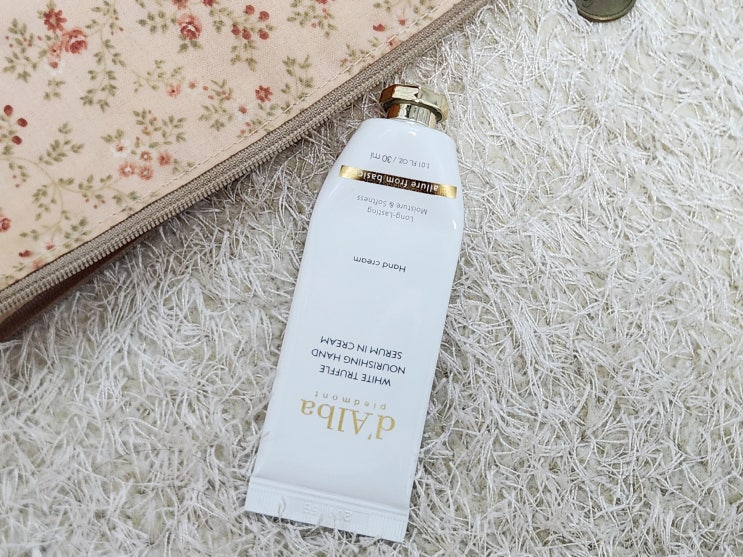 d'Alba
piedmont
WHITE TRUFFLE
NOURISHING HAND
SERUM IN CREAM
Hand cream
Long-Lasting
Moisture & Softness
allure from basic
1.01 FL.OZ. / 30 ml